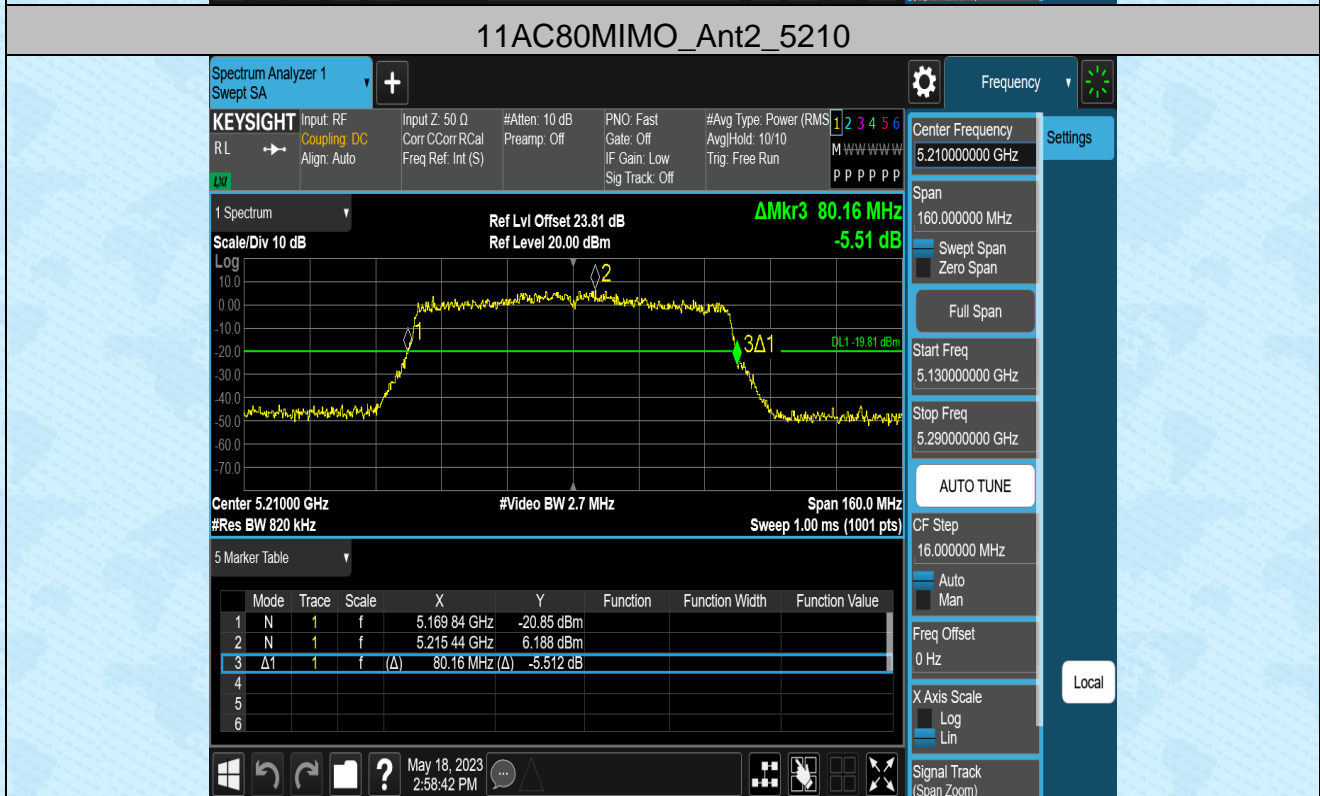 11AC80MIMO_Ant2_5210
Spectrum Analyzer 1
Swept SA
+
Frequency
KEYSIGHT
RL
LXI
Input: RF
Coupling: DC
Align: Auto
Input Z: 50 Ω
Corr CCorr RCal
Freq Ref: Int (S)
#Atten: 10 dB
Preamp: Off
PNO: Fast
Gate: Off
IF Gain: Low
Sig Track: Off
#Avg Type: Power (RMS
Avg|Hold: 10/10
Trig: Free Run
1 2 3 4 5 6
M W W W W W
P P P P P P
Center Frequency
5.210000000 GHz
Settings
Span
160.000000 MHz
Swept Span
Zero Span
Full Span
Start Freq
5.130000000 GHz
Stop Freq
5.290000000 GHz
AUTO TUNE
CF Step
16.000000 MHz
Auto
Man
Freq Offset
0 Hz
X Axis Scale
Log
Lin
Signal Track
(Span Zoom)
Local
1 Spectrum
Ref Lvl Offset 23.81 dB
ΔMkr3 80.16 MHz
Scale/Div 10 dB
Ref Level 20.00 dBm
-5.51 dB
Log
10.0
0.00
-10.0
-20.0
-30.0
-40.0
-50.0
-60.0
-70.0
1
2
3Δ1
DL1 -19.81 dBm
Center 5.21000 GHz
#Video BW 2.7 MHz
Span 160.0 MHz
#Res BW 820 kHz
Sweep 1.00 ms (1001 pts)
5 Marker Table
Mode Trace Scale X Y Function Function Width Function Value
1 N 1 f 5.169 84 GHz -20.85 dBm
2 N 1 f 5.215 44 GHz 6.188 dBm
3 Δ1 1 f (Δ) 80.16 MHz (Δ) -5.512 dB
4
5
6
?
May 18, 2023
2:58:42 PM